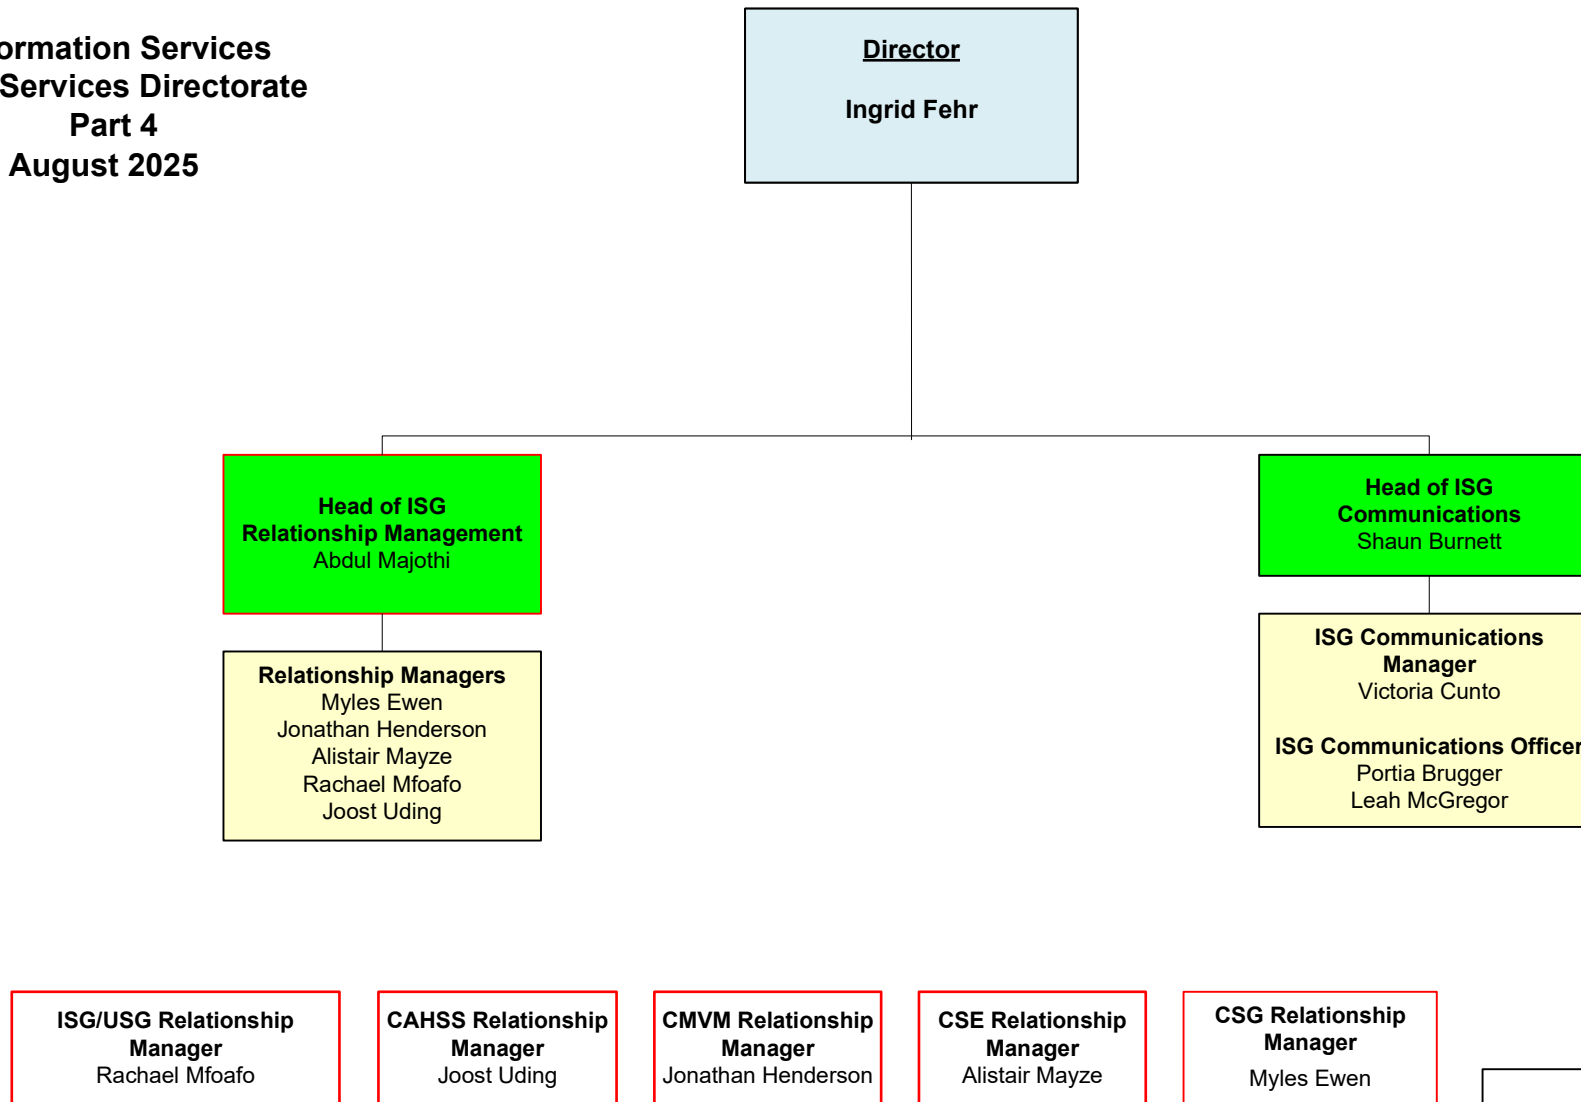 ormation Services
Services Directorate
Part 4
August 2025
Director
Ingrid Fehr
Head of ISG
Relationship Management
Abdul Majothi
Head of ISG
Communications
Shaun Burnett
Relationship Managers
Myles Ewen
Jonathan Henderson
Alistair Mayze
Rachael Mfoafo
Joost Uding
ISG Communications
Manager
Victoria Cunto
ISG Communications Officer
Portia Brugger
Leah McGregor
ISG/USG Relationship
Manager
Rachael Mfoafo
CAHSS Relationship
Manager
Joost Uding
CMVM Relationship
Manager
Jonathan Henderson
CSE Relationship
Manager
Alistair Mayze
CSG Relationship
Manager
Myles Ewen